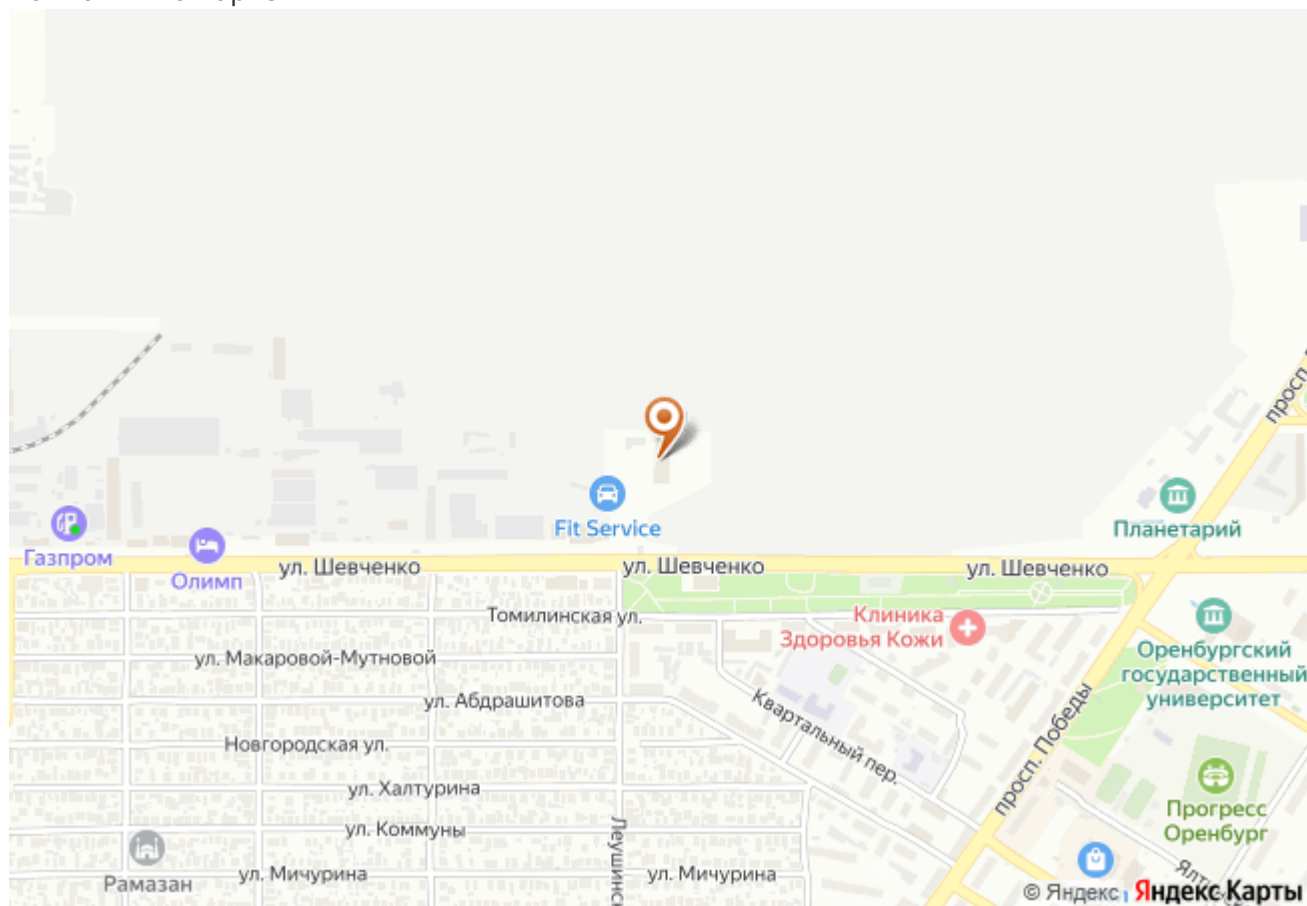 просп.
Fit Service
Планетарий
Газпром
Олимп
ул. Шевченко
ул. Шевченко
ул. Шевченко
Томилинская ул.
Клиника
Здоровья Кожи
Оренбургский
государственный
университет
ул. Макаровой-Мутновой
ул. Абдрашитова
Квартальный пер.
просп. Победы
Новгородская ул.
ул. Халтурина
Прогресс
Оренбург
ул. Коммуны
Леушинс
Рамазан
ул. Мичурина
ул. Мичурина
© Яндекс
Яндекс Карты